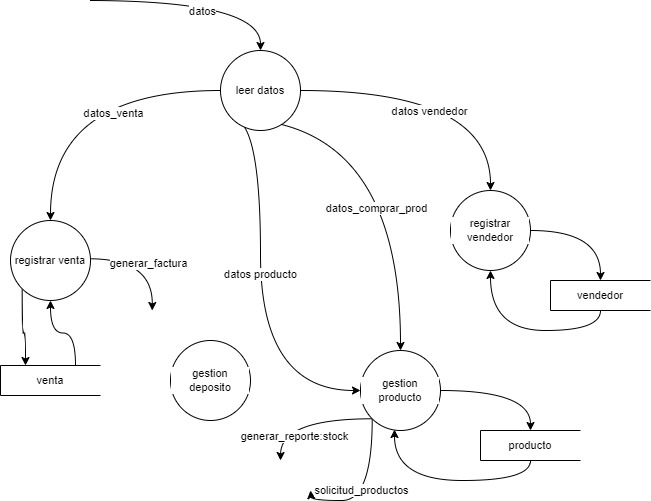 datos
leer datos
datos_venta
datos vendedor
datos_comprar_prod
registrar
vendedor
registrar venta
generar_factura
datos producto
vendedor
venta
gestion
deposito
gestion
producto
generar_reporte:stock
producto
solicitud_productos